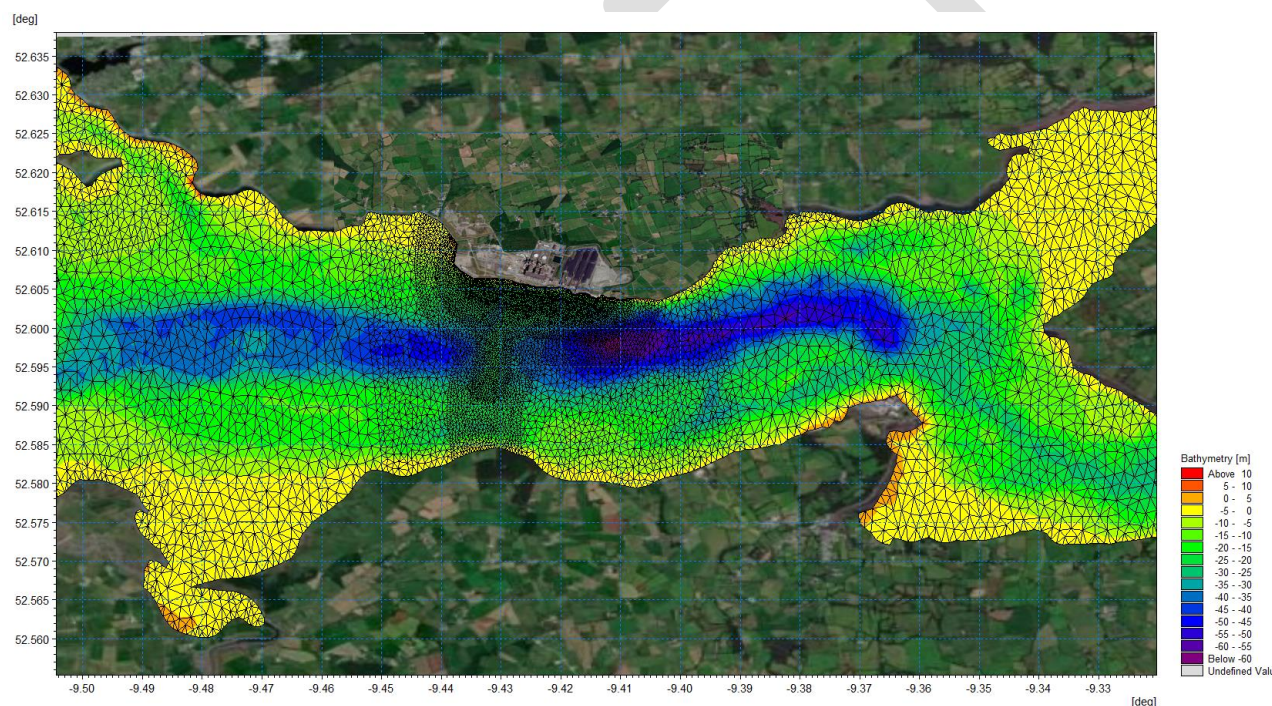 [deg]
52.635
52.630
52.625
52.620
52.615
52.610
52.605
52.600
52.595
52.590
52.585
52.580
52.575
52.570
52.565
52.560
-9.50 -9.49 -9.48 -9.47 -9.46 -9.45 -9.44 -9.43 -9.42 -9.41 -9.40 -9.39 -9.38 -9.37 -9.36 -9.35 -9.34 -9.33
[deg]
Bathymetry [m]
Above 10
5 - 10
0 - 5
-5 - 0
-10 - -5
-15 - -10
-20 - -15
-25 - -20
-30 - -25
-35 - -30
-40 - -35
-45 - -40
-50 - -45
-55 - -50
-60 - -55
Below -60
Undefined Valu